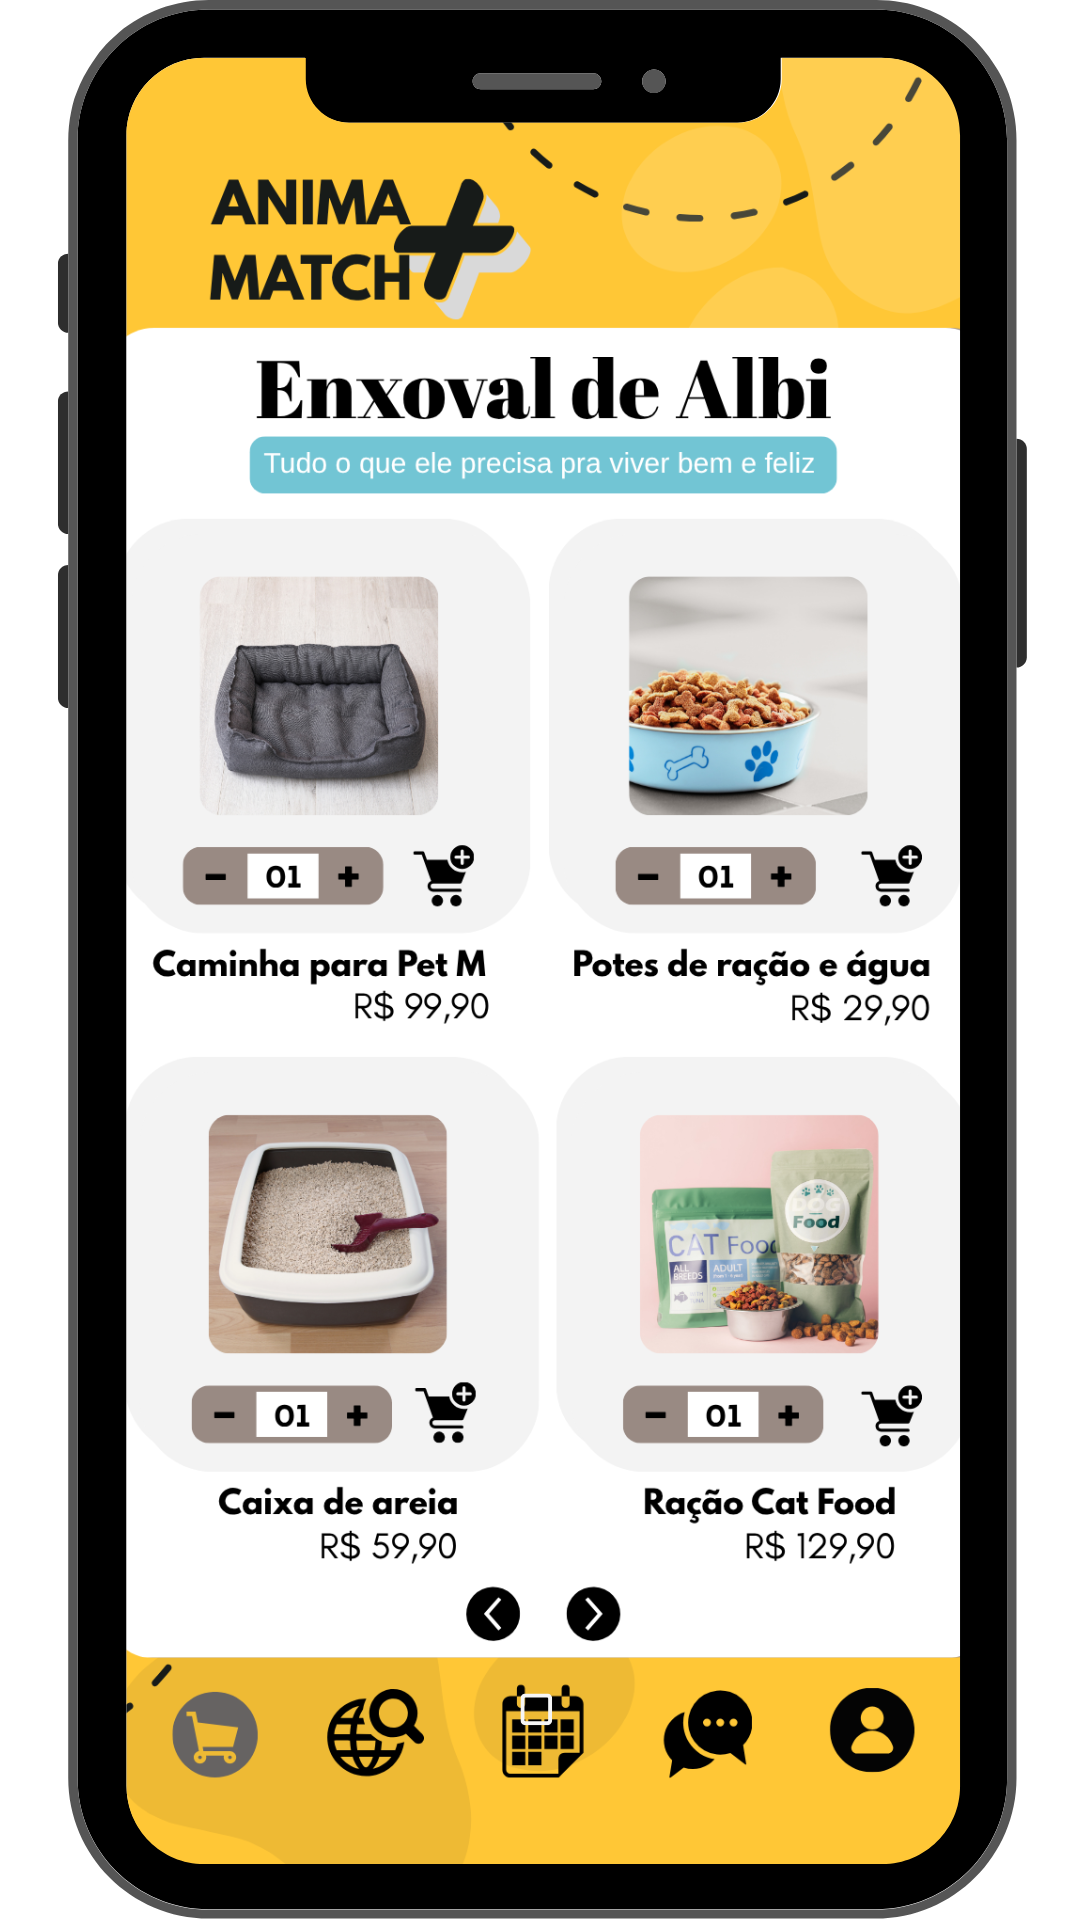 ANIMA
MATCH
Enxoval de Albi
Tudo o que ele precisa pra viver bem e feliz
01
01
Caminha para Pet M
R$ 99,90
Potes de ração e água
R$ 29,90
DOG
Food
CAT Food
ALL
BREEDS
ADULT
01
01
Caixa de areia
R$ 59,90
Ração Cat Food
R$ 129,90